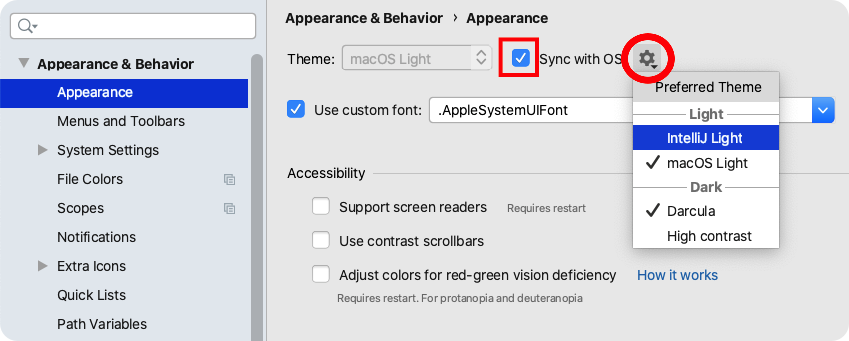 Appearance & Behavior
Appearance
Menus and Toolbars
System Settings
File Colors
Scopes
Notifications
Extra Icons
Quick Lists
Path Variables
Appearance & Behavior › Appearance
Theme: macOS Light Sync with OS
Use custom font: .AppleSystemUIFont
Accessibility
Support screen readers Requires restart
Use contrast scrollbars
Adjust colors for red-green vision deficiency How it works
Requires restart. For protanopia and deuteranopia
Preferred Theme
Light
IntelliJ Light
macOS Light
Dark
Darcula
High contrast